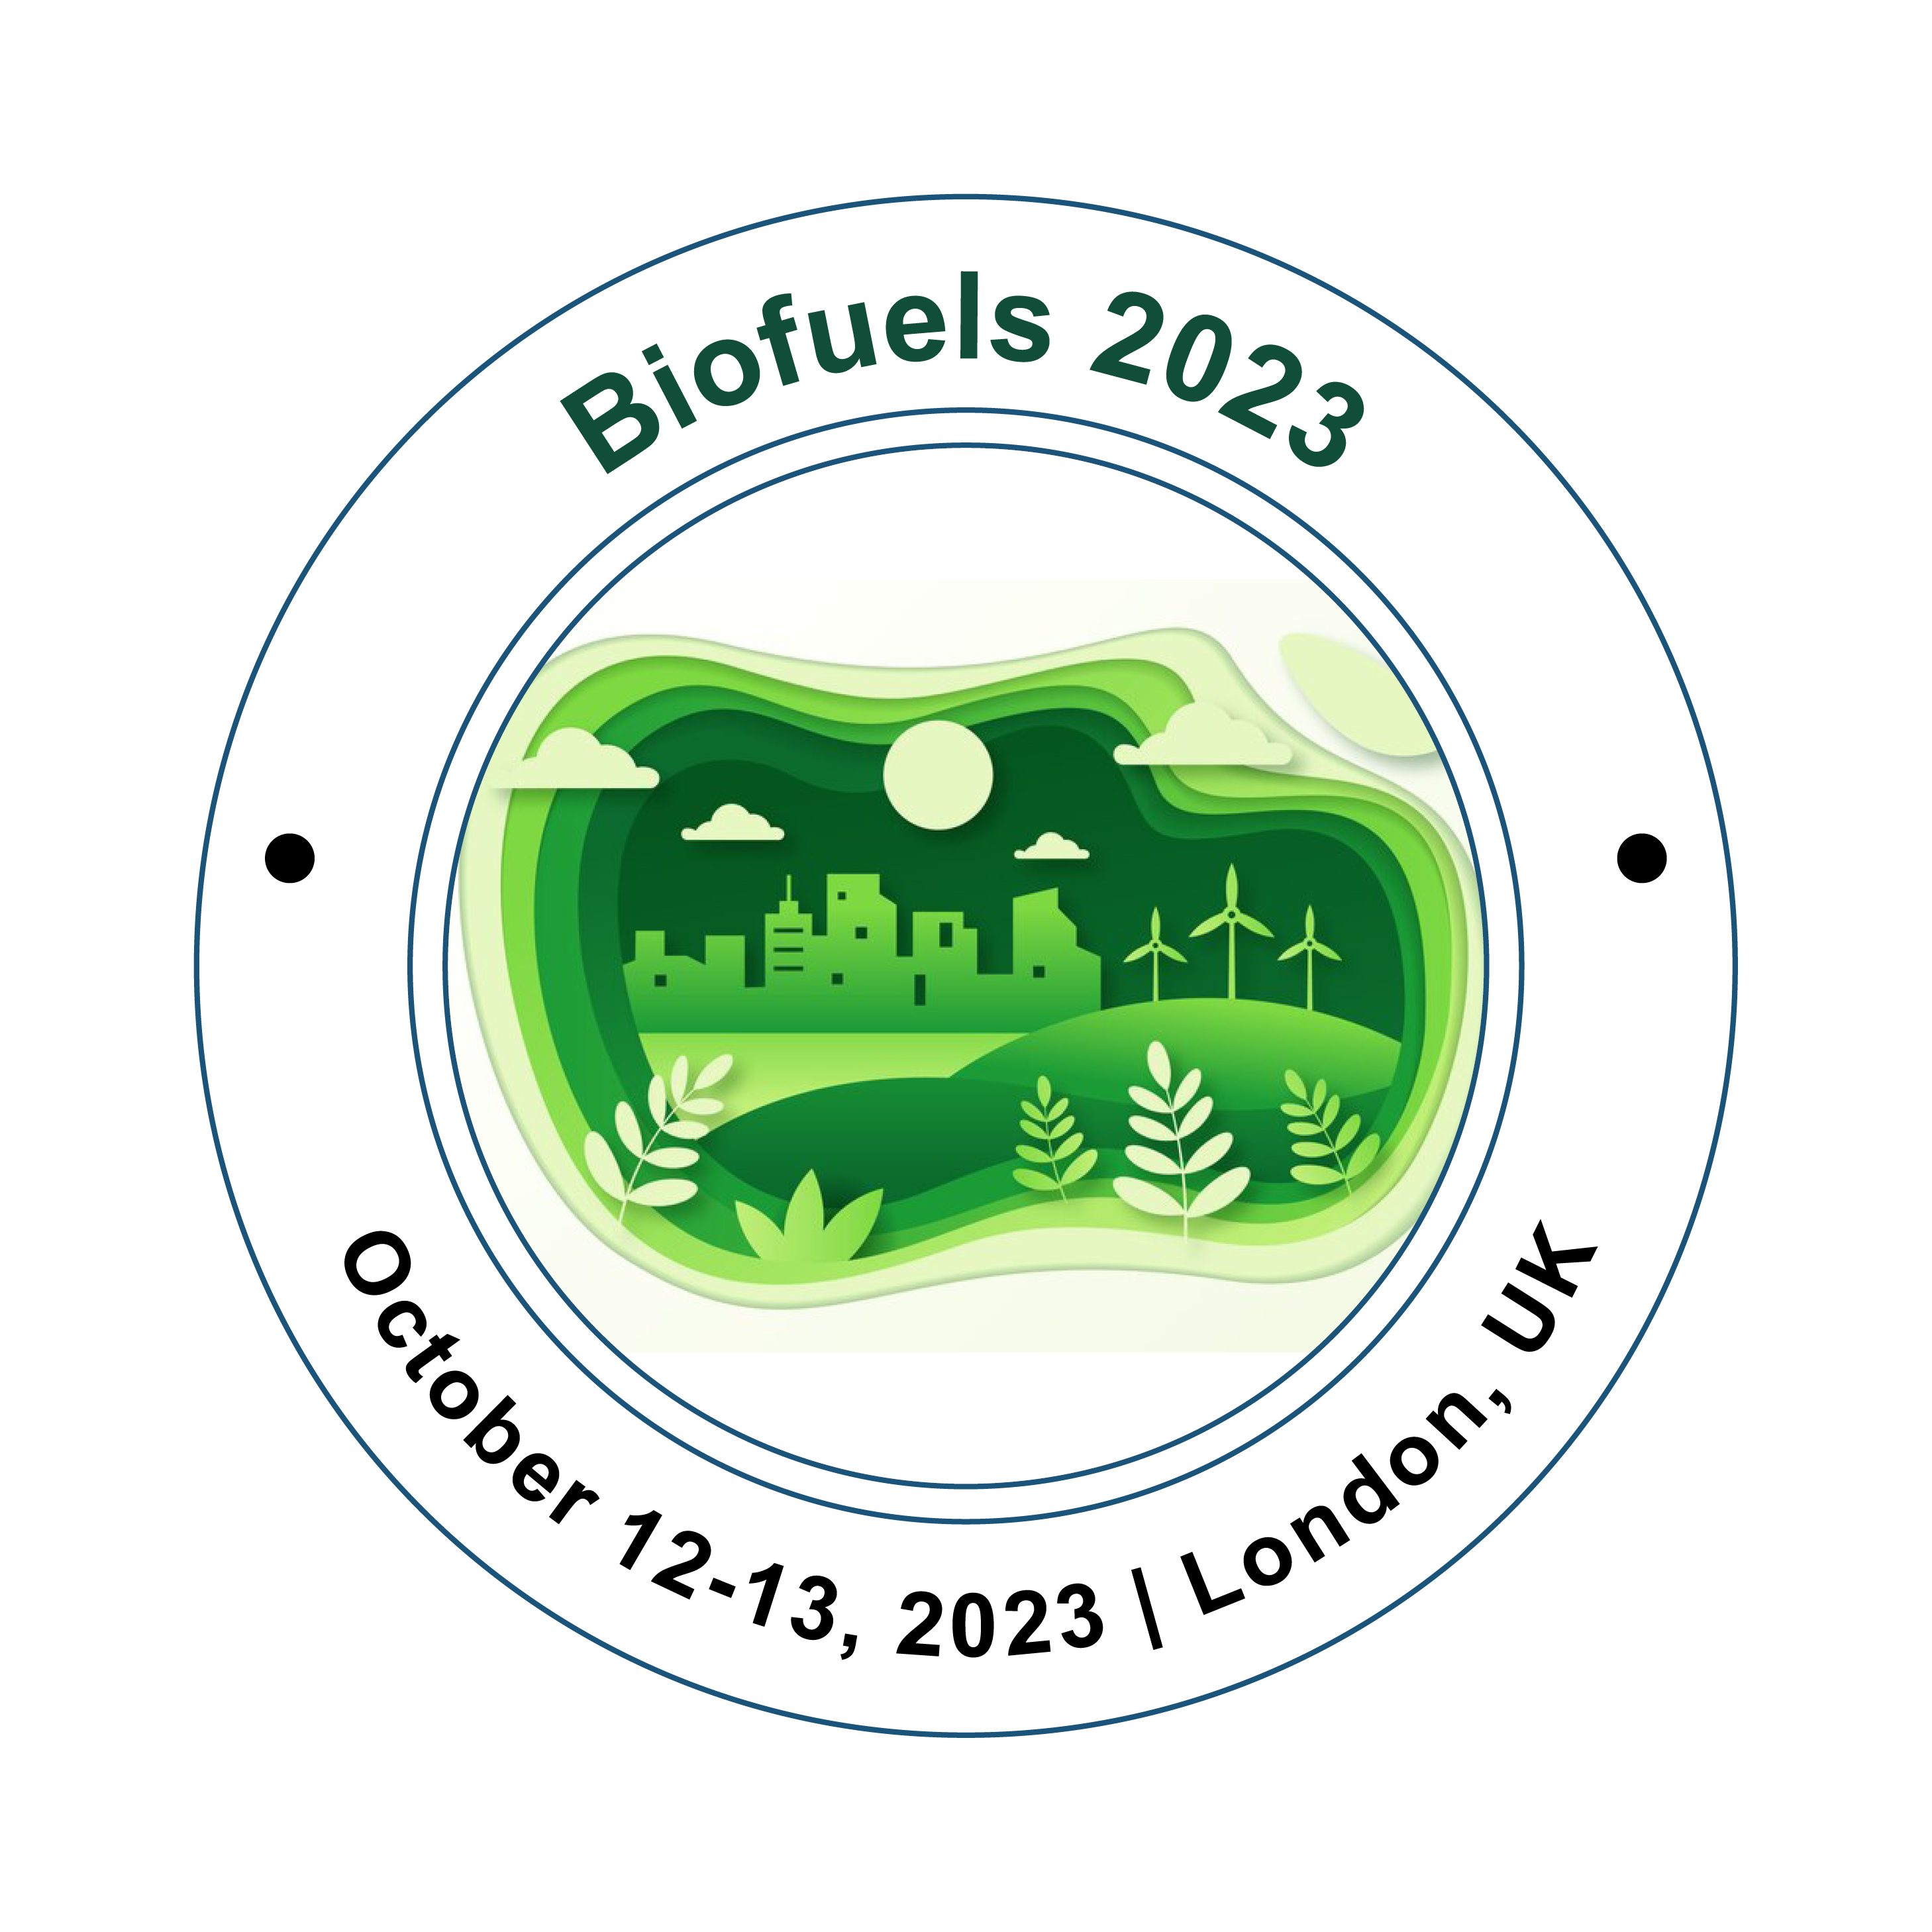 Biofuels 2023
October 12-13, 2023 | London, UK